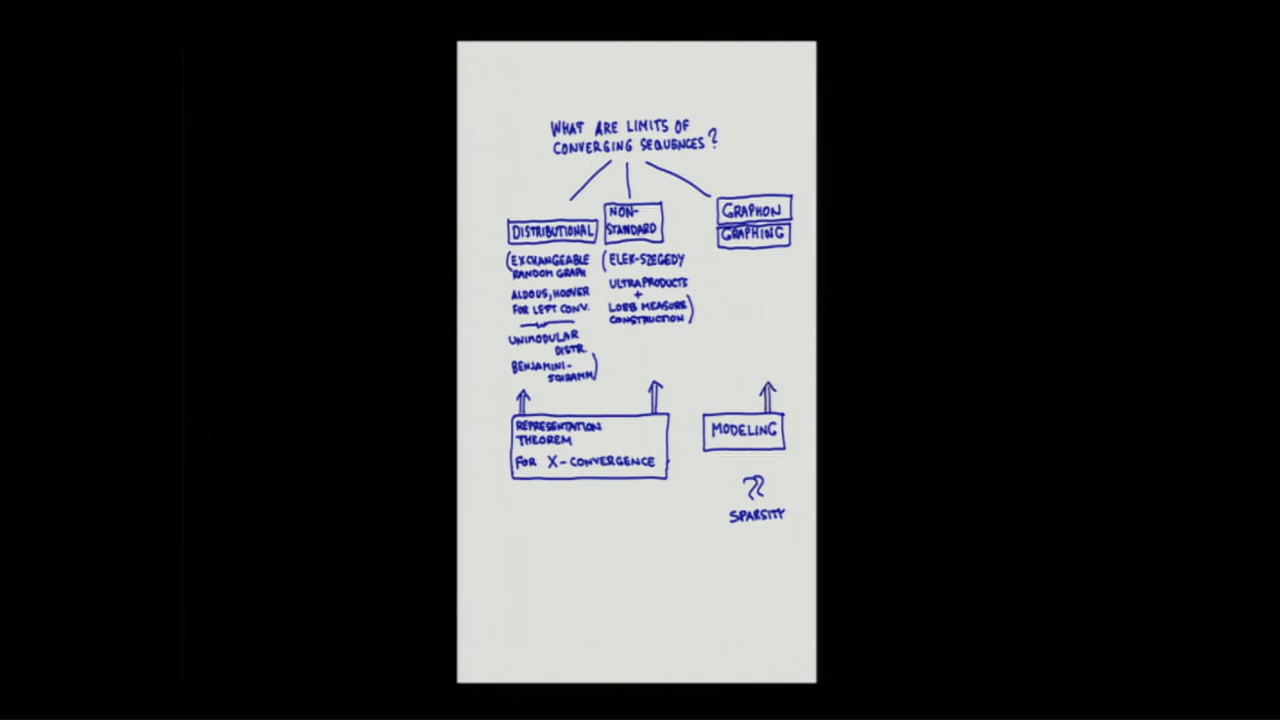 WHAT ARE LIMITS OF
CONVERGING SEQUENCES?
DISTRIBUTIONAL
(EXCHANGEABLE
RANDOM GRAPH
ALDOUS, HOOVER
FOR LEFT CONV.
UNIMODULAR
DISTR.
BENJAMINI-
SCHRAMM)
NON-
STANDARD
(ELEK-SZEGEDY
ULTRAPRODUCTS
+
LOEB MEASURE
CONSTRUCTION)
GRAPHON
GRAPHING
REPRESENTATION
THEOREM
FOR X-CONVERGENCE
MODELING
??
SPARSITY